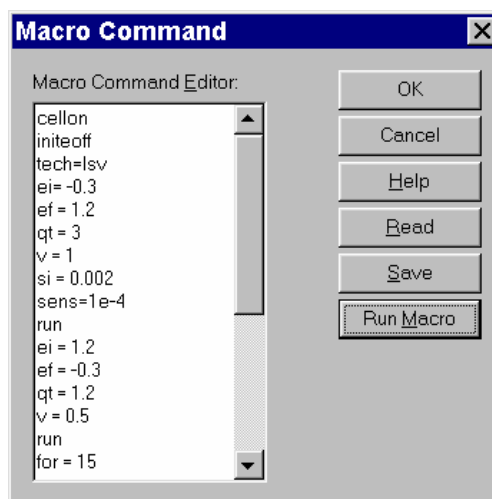 Macro Command
Macro Command Editor:
cellon
initeoff
tech=lsv
ei= -0.3
ef = 1.2
qt = 3
v = 1
si = 0.002
sens=1e-4
run
ei = 1.2
ef = -0.3
qt = 1.2
v = 0.5
run
for = 15
OK
Cancel
Help
Read
Save
Run Macro